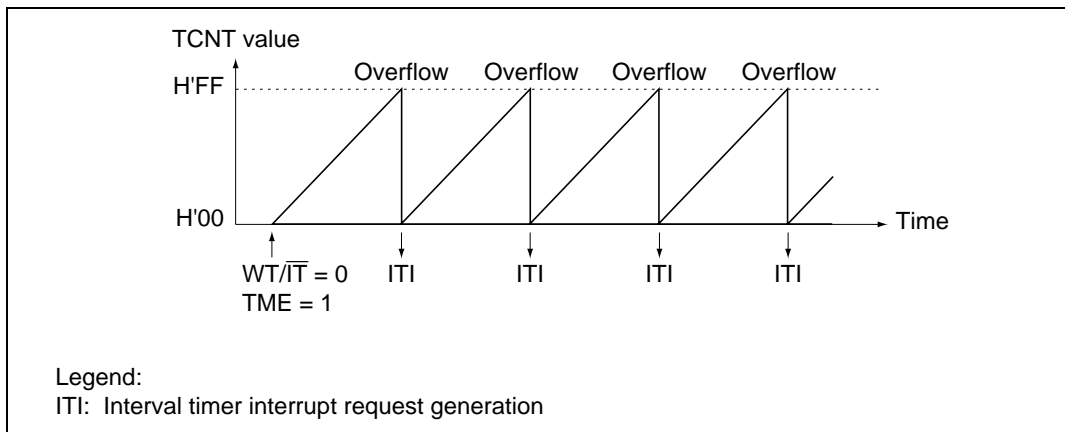 TCNT value
Overflow Overflow Overflow Overflow
H'FF
H'00
Time
WT/I̅T̅ = 0 ITI ITI ITI ITI
TME = 1
Legend:
ITI: Interval timer interrupt request generation